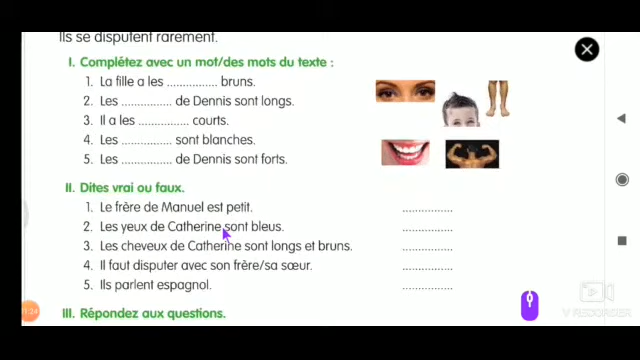 Ils se disputent rarement.
I. Complétez avec un mot/des mots du texte :
1. La fille a les ................ bruns.
2. Les ................ de Dennis sont longs.
3. Il a les ................ courts.
4. Les ................ sont blanches.
5. Les ................ de Dennis sont forts.
II. Dites vrai ou faux.
1. Le frère de Manuel est petit. ................
2. Les yeux de Catherine sont bleus. ................
3. Les cheveux de Catherine sont longs et bruns. ................
4. Il faut disputer avec son frère/sa sœur. ................
5. Ils parlent espagnol. ................
III. Répondez aux questions.
V RECORDER